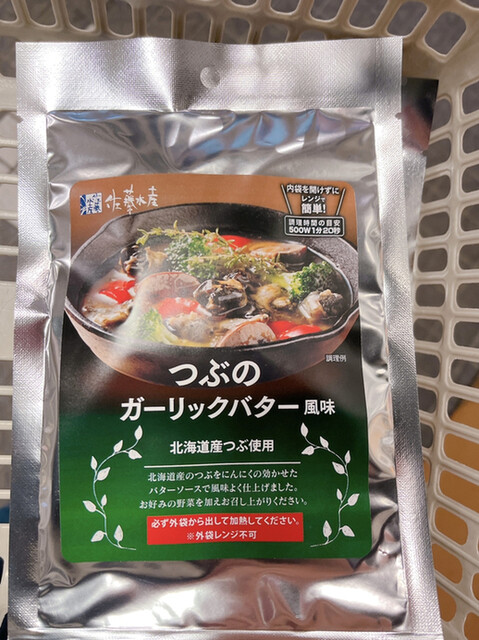 佐藤水産
内袋を開けずに
レンジで
簡単!
調理時間の目安
500W1分20秒
調理例
つぶの
ガーリックバター風味
北海道産つぶ使用
北海道産のつぶをにんにくの効かせた
バターソースで風味よく仕上げました。
お好みの野菜を加えお召し上がりください。
必ず外袋から出して加熱してください。
※外袋レンジ不可